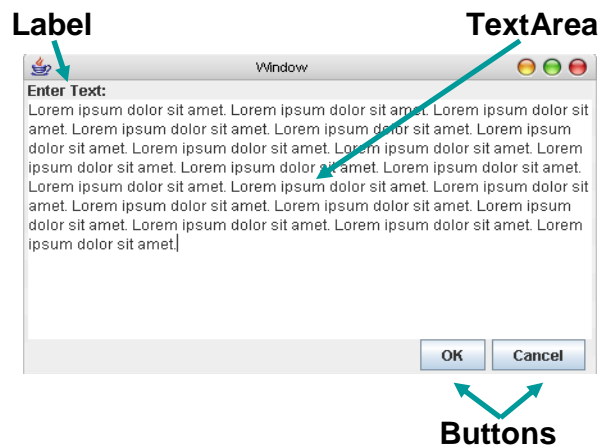 Label
TextArea
Window
Enter Text:
Lorem ipsum dolor sit amet. Lorem ipsum dolor sit amet. Lorem ipsum dolor sit
amet. Lorem ipsum dolor sit amet. Lorem ipsum dolor sit amet. Lorem ipsum
dolor sit amet. Lorem ipsum dolor sit amet. Lorem ipsum dolor sit amet. Lorem
ipsum dolor sit amet. Lorem ipsum dolor sit amet. Lorem ipsum dolor sit amet.
Lorem ipsum dolor sit amet. Lorem ipsum dolor sit amet. Lorem ipsum dolor sit
amet. Lorem ipsum dolor sit amet. Lorem ipsum dolor sit amet. Lorem ipsum
dolor sit amet. Lorem ipsum dolor sit amet. Lorem ipsum dolor sit amet. Lorem
ipsum dolor sit amet.
OK
Cancel
Buttons